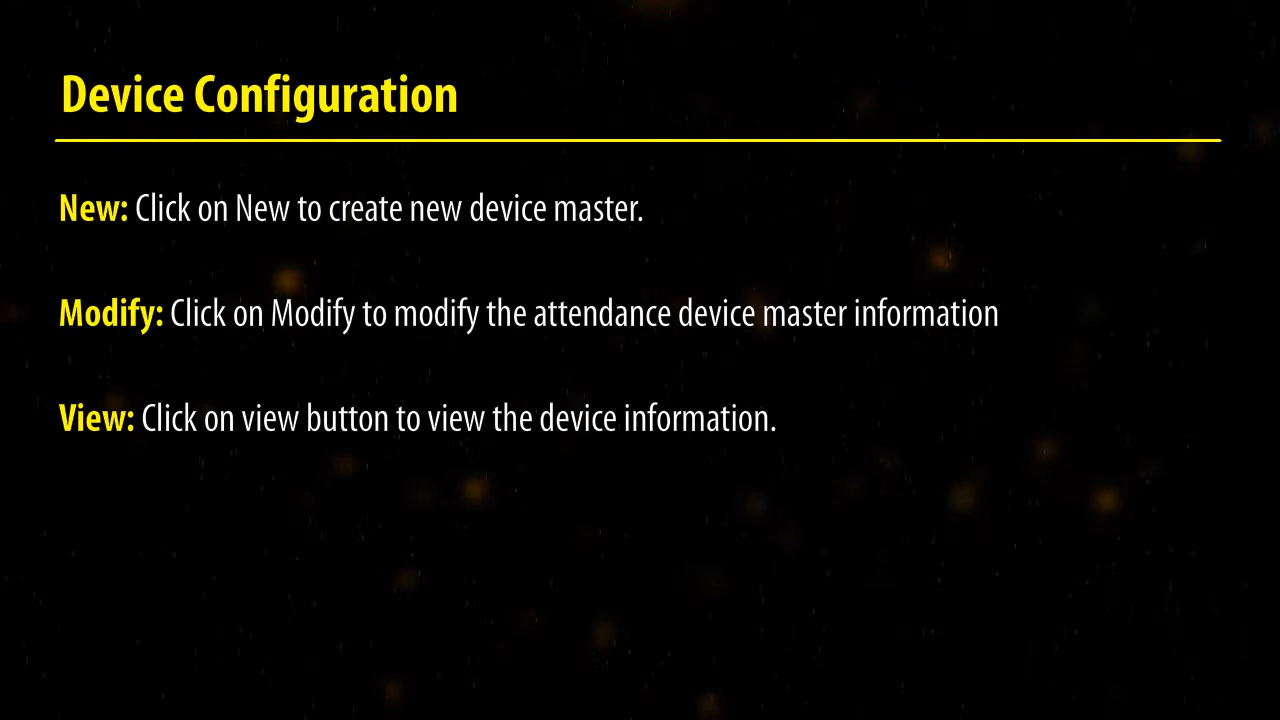 Device Configuration
New: Click on New to create new device master.
Modify: Click on Modify to modify the attendance device master information
View: Click on view button to view the device information.